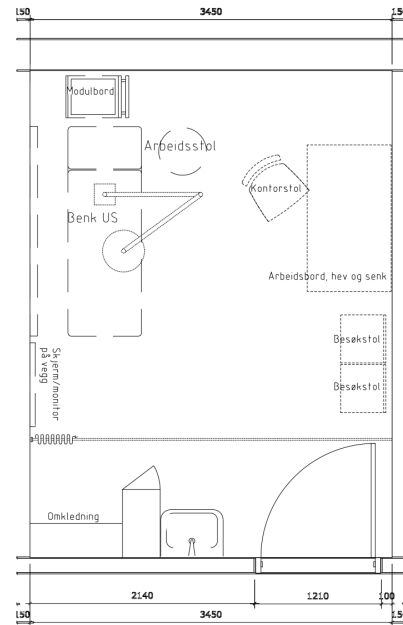 150 3450 15
Modulbord
Arbeidsstol
Kontorstol
Benk US
Arbeidsbord, hev og senk
Besøkstol
Skjerm/monitor
på vegg
Besøkstol
Omkledning
2140 1210 100
150 3450 15